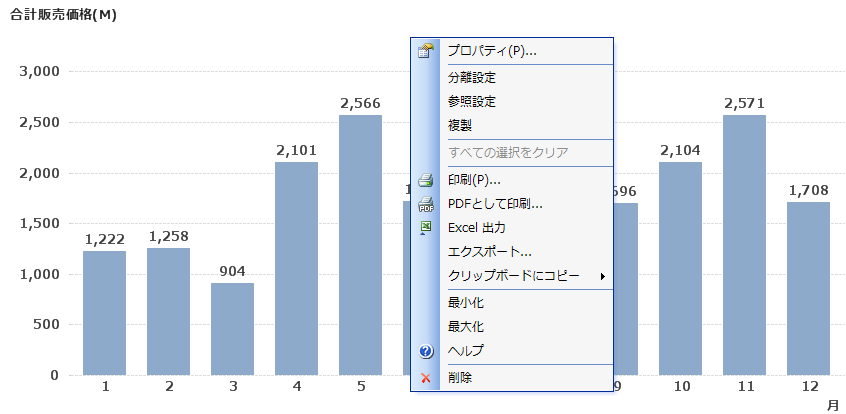 合計販売価格(M)
3,000
2,500
2,000
1,500
1,000
500
0
1,222
1,258
904
2,101
2,566
696
2,104
2,571
1,708
1
2
3
4
5
9
10
11
12
月
プロパティ(P)...
分離設定
参照設定
複製
すべての選択をクリア
印刷(P)...
PDFとして印刷...
Excel 出力
エクスポート...
クリップボードにコピー
最小化
最大化
ヘルプ
削除